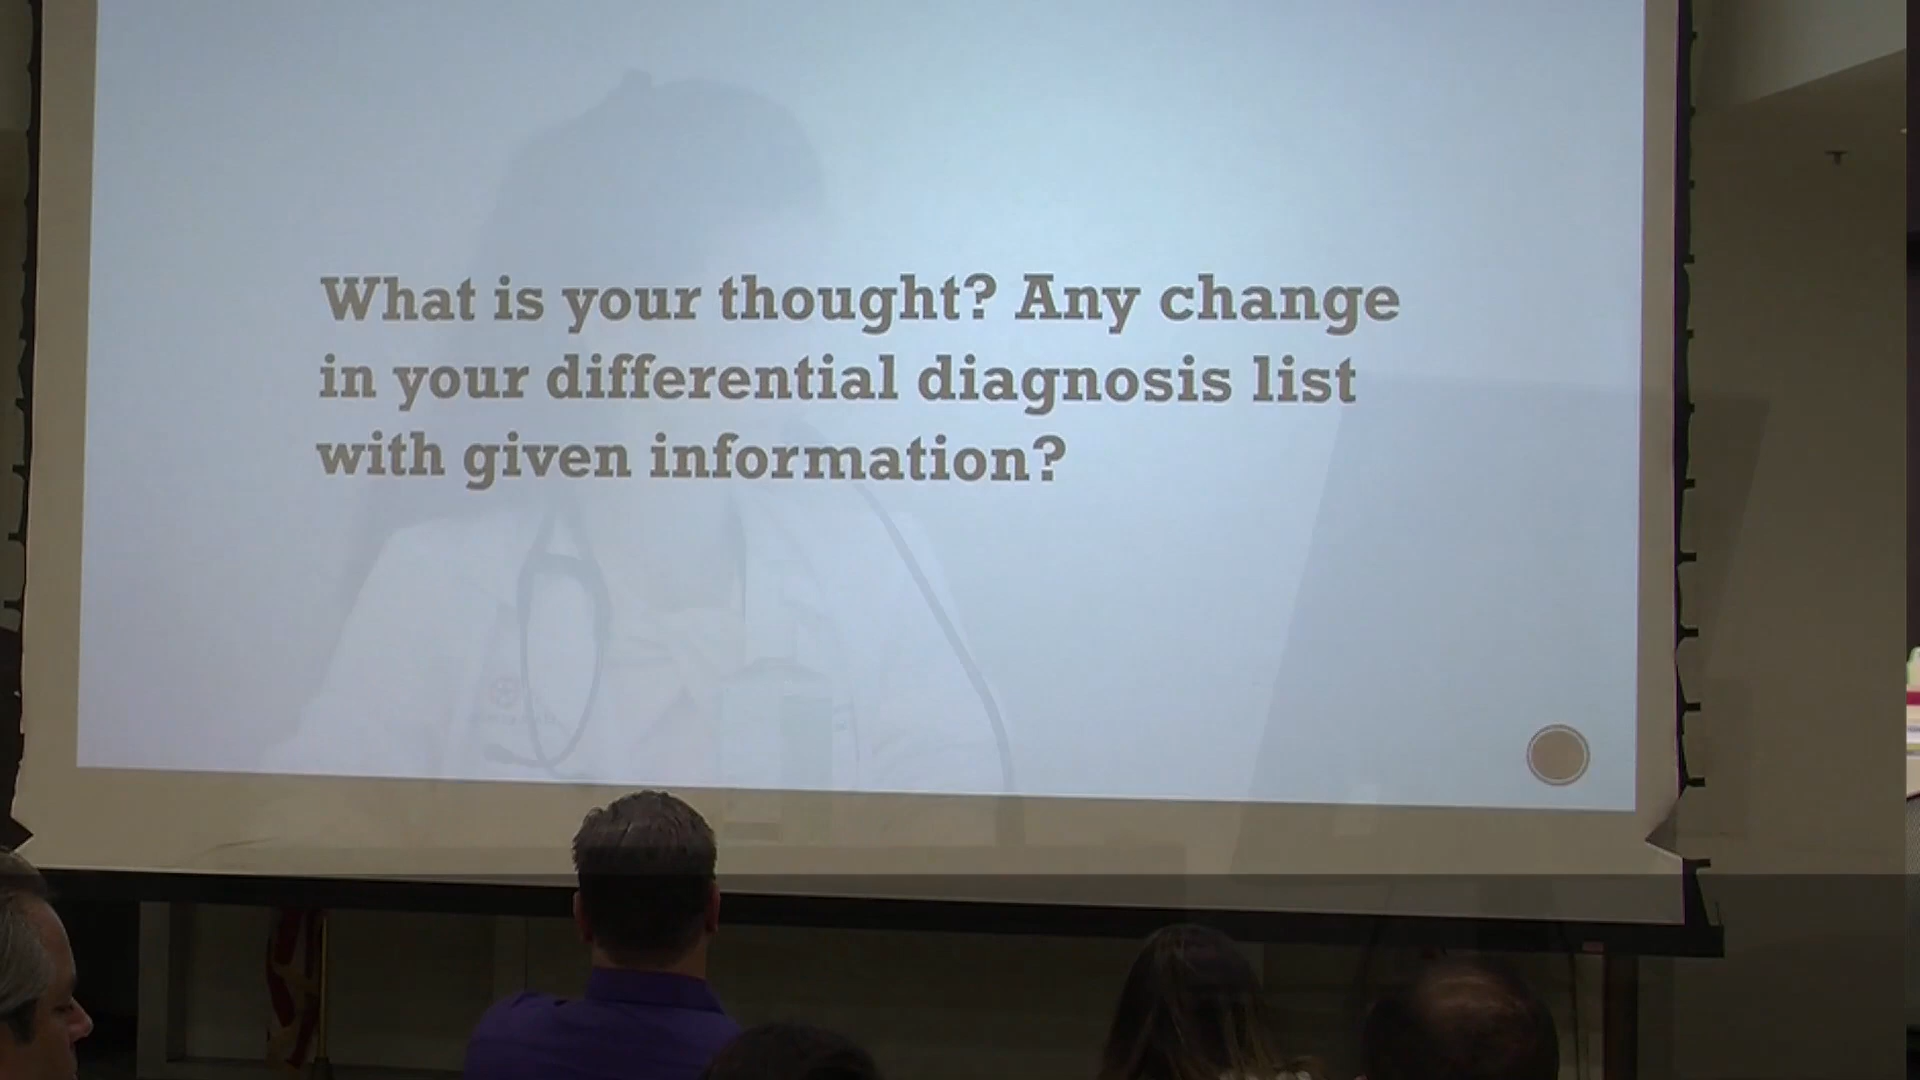 What is your thought? Any change
in your differential diagnosis list
with given information?